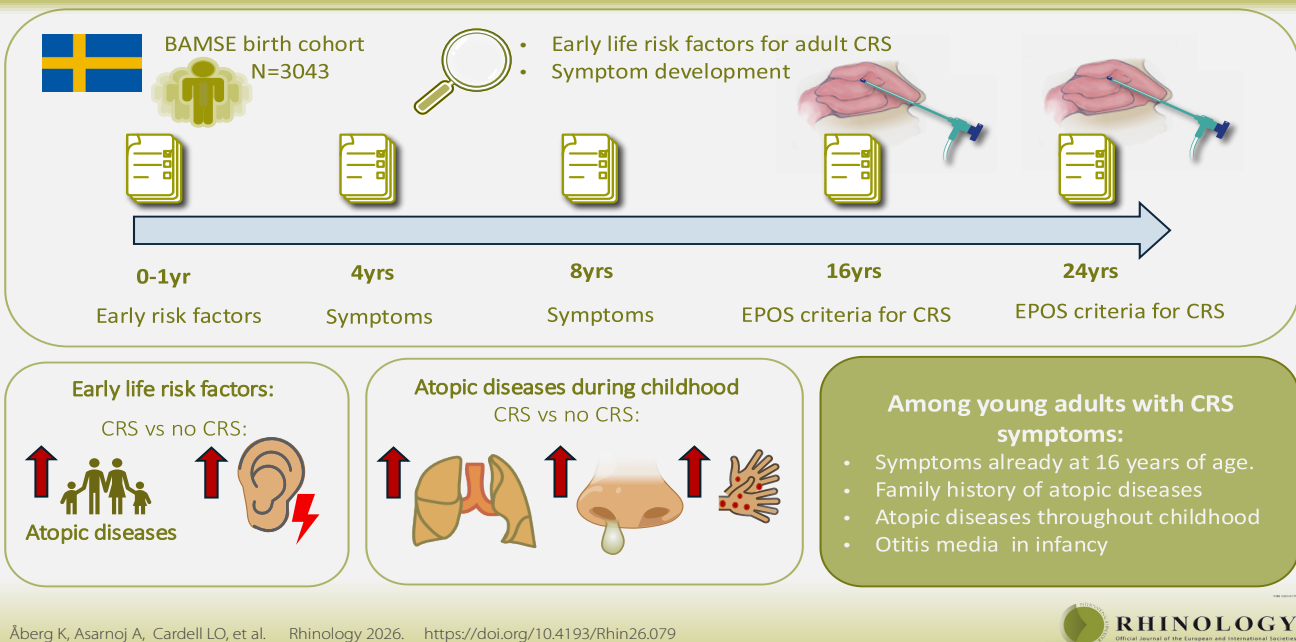 BAMSE birth cohort
N=3043
• Early life risk factors for adult CRS
• Symptom development
0-1yr
4yrs
8yrs
16yrs
24yrs
Early risk factors
Symptoms
Symptoms
EPOS criteria for CRS
EPOS criteria for CRS
Early life risk factors:
CRS vs no CRS:
Atopic diseases
Atopic diseases during childhood
CRS vs no CRS:
Among young adults with CRS
symptoms:
• Symptoms already at 16 years of age.
• Family history of atopic diseases
• Atopic diseases throughout childhood
• Otitis media in infancy
Åberg K, Asarnoj A, Cardell LO, et al. Rhinology 2026. https://doi.org/10.4193/Rhin26.079
RHINOLOGY
Official Journal of the European and International Societies